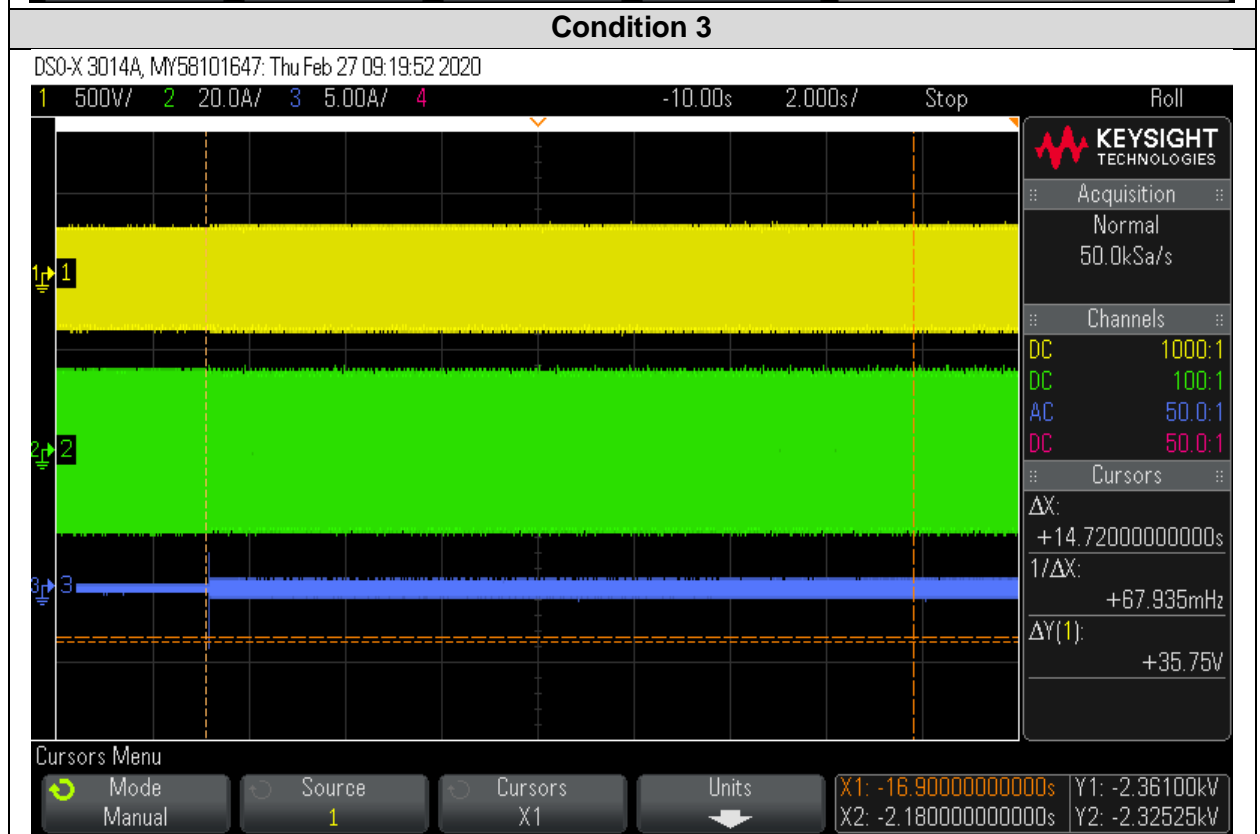 Condition 3
DSO-X 3014A, MY58101647: Thu Feb 27 09:19:52 2020
1 500V/ 2 20.0A/ 3 5.00A/ 4 -10.00s 2.000s/ Stop Roll
KEYSIGHT
TECHNOLOGIES
Acquisition
Normal
50.0kSa/s
Channels
DC 1000:1
DC 100:1
AC 50.0:1
DC 50.0:1
Cursors
ΔX:
+14.72000000000s
1/ΔX:
+67.935mHz
ΔY(1):
+35.75V
1 1
2 2
3 3
Cursors Menu
Mode
Manual
Source
1
Cursors
X1
Units
X1: -16.90000000000s Y1: -2.36100kV
X2: -2.180000000000s Y2: -2.32525kV